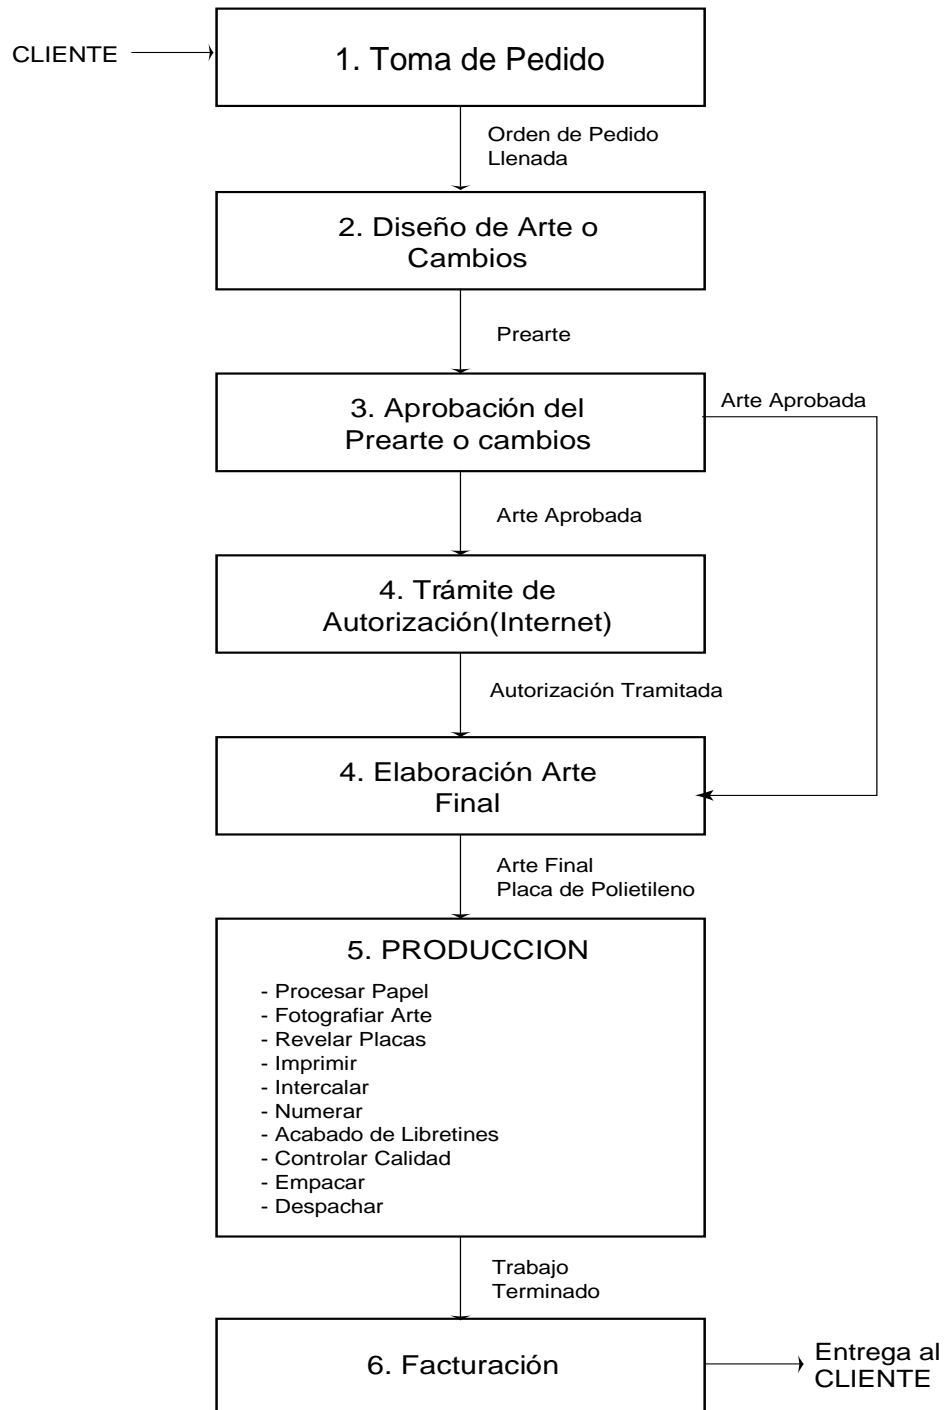 CLIENTE
1. Toma de Pedido
Orden de Pedido
Llenada
2. Diseño de Arte o
Cambios
Prearte
3. Aprobación del
Prearte o cambios
Arte Aprobada
Arte Aprobada
4. Trámite de
Autorización(Internet)
Autorización Tramitada
4. Elaboración Arte
Final
Arte Final
Placa de Polietileno
5. PRODUCCION
- Procesar Papel
- Fotografiar Arte
- Revelar Placas
- Imprimir
- Intercalar
- Numerar
- Acabado de Libretines
- Controlar Calidad
- Empacar
- Despachar
Trabajo
Terminado
6. Facturación
Entrega al
CLIENTE